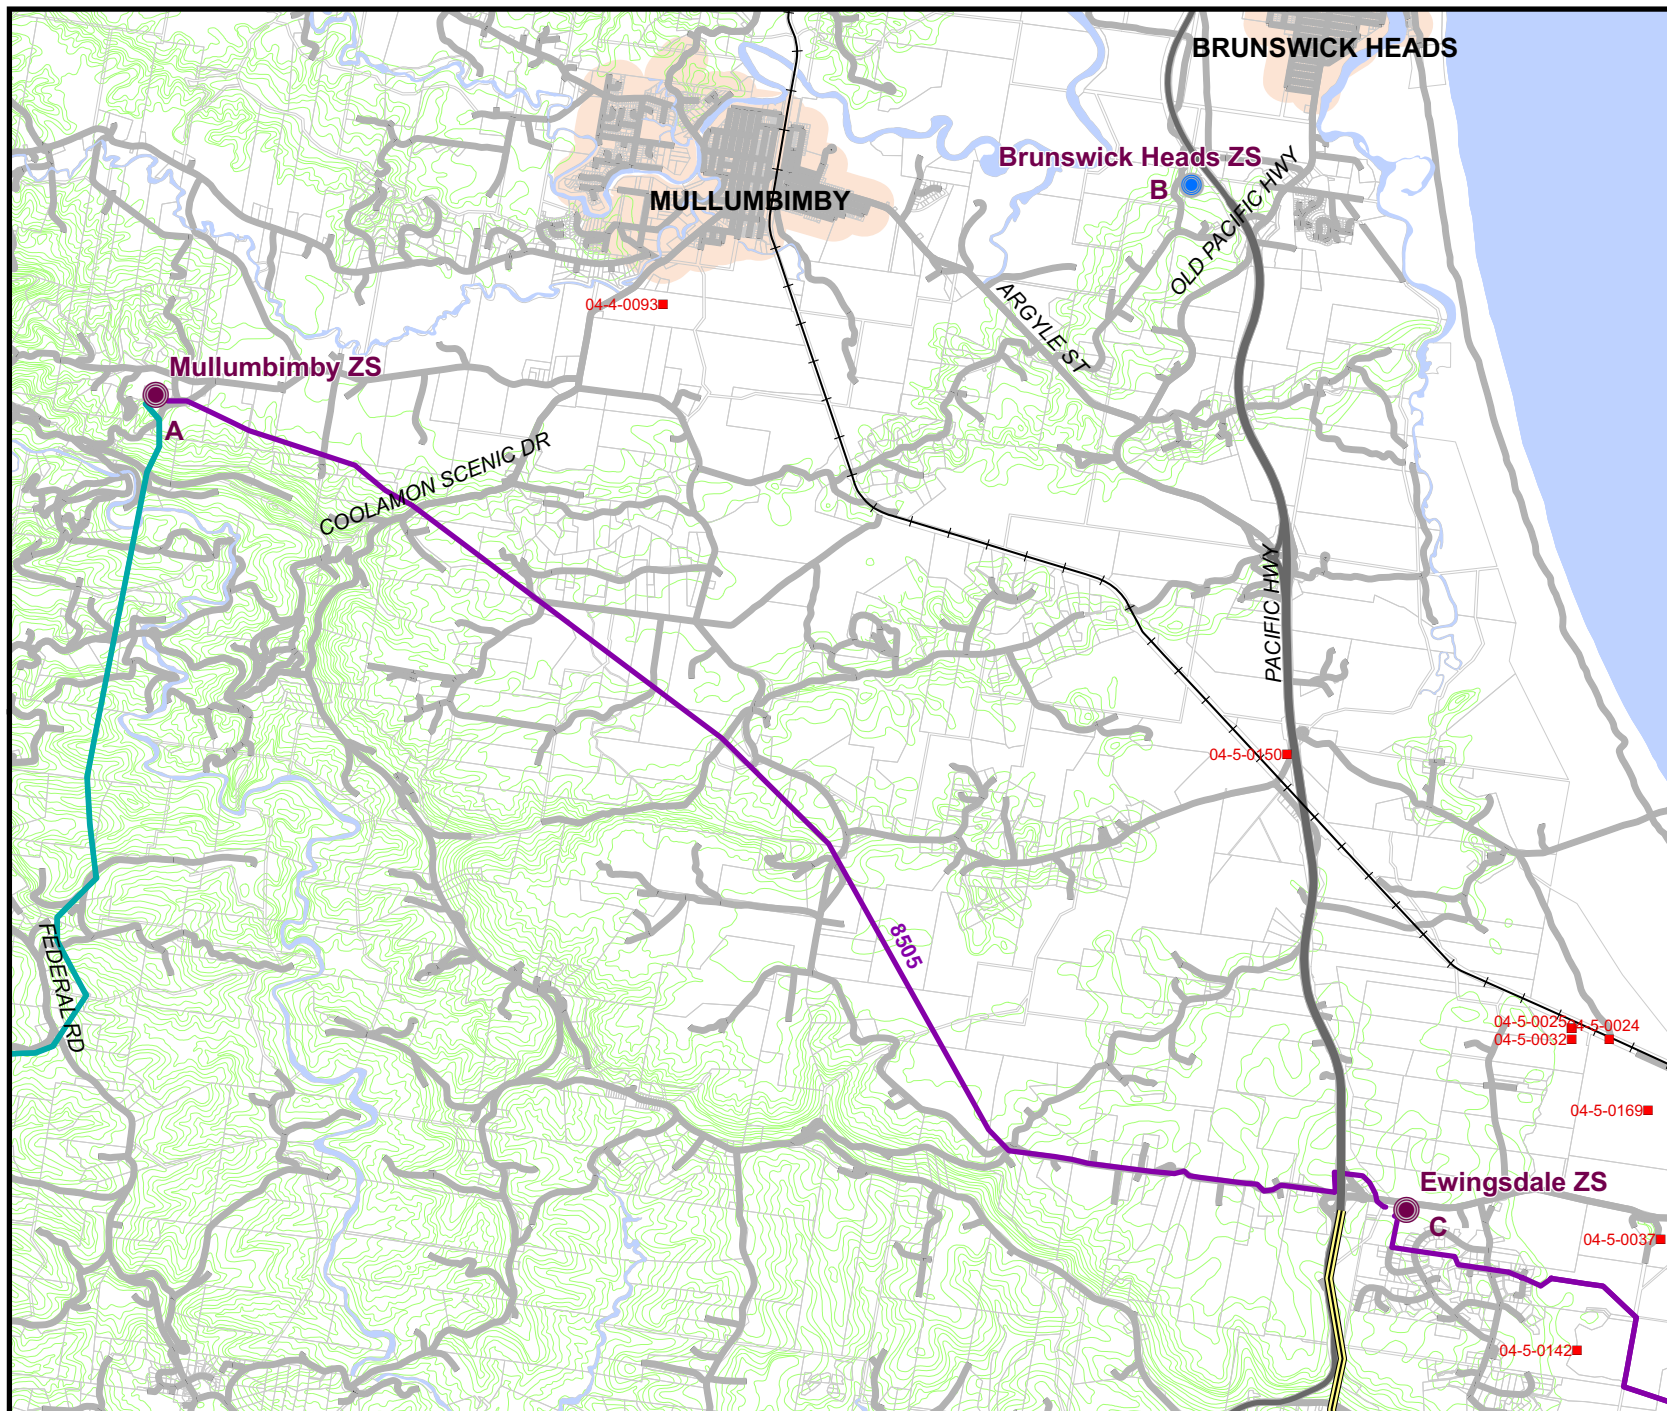 BRUNSWICK HEADS
Brunswick Heads ZS
B
MULLUMBIMBY
OLD PACIFIC HWY
04-4-0093
ARGYLE ST
Mullumbimby ZS
A
COOLAMON SCENIC DR
PACIFIC HWY
04-5-0150
8505
FEDERAL RD
04-5-0025
04-5-0024
04-5-0032
04-5-0169
Ewingsdale ZS
C
04-5-0037
04-5-0142